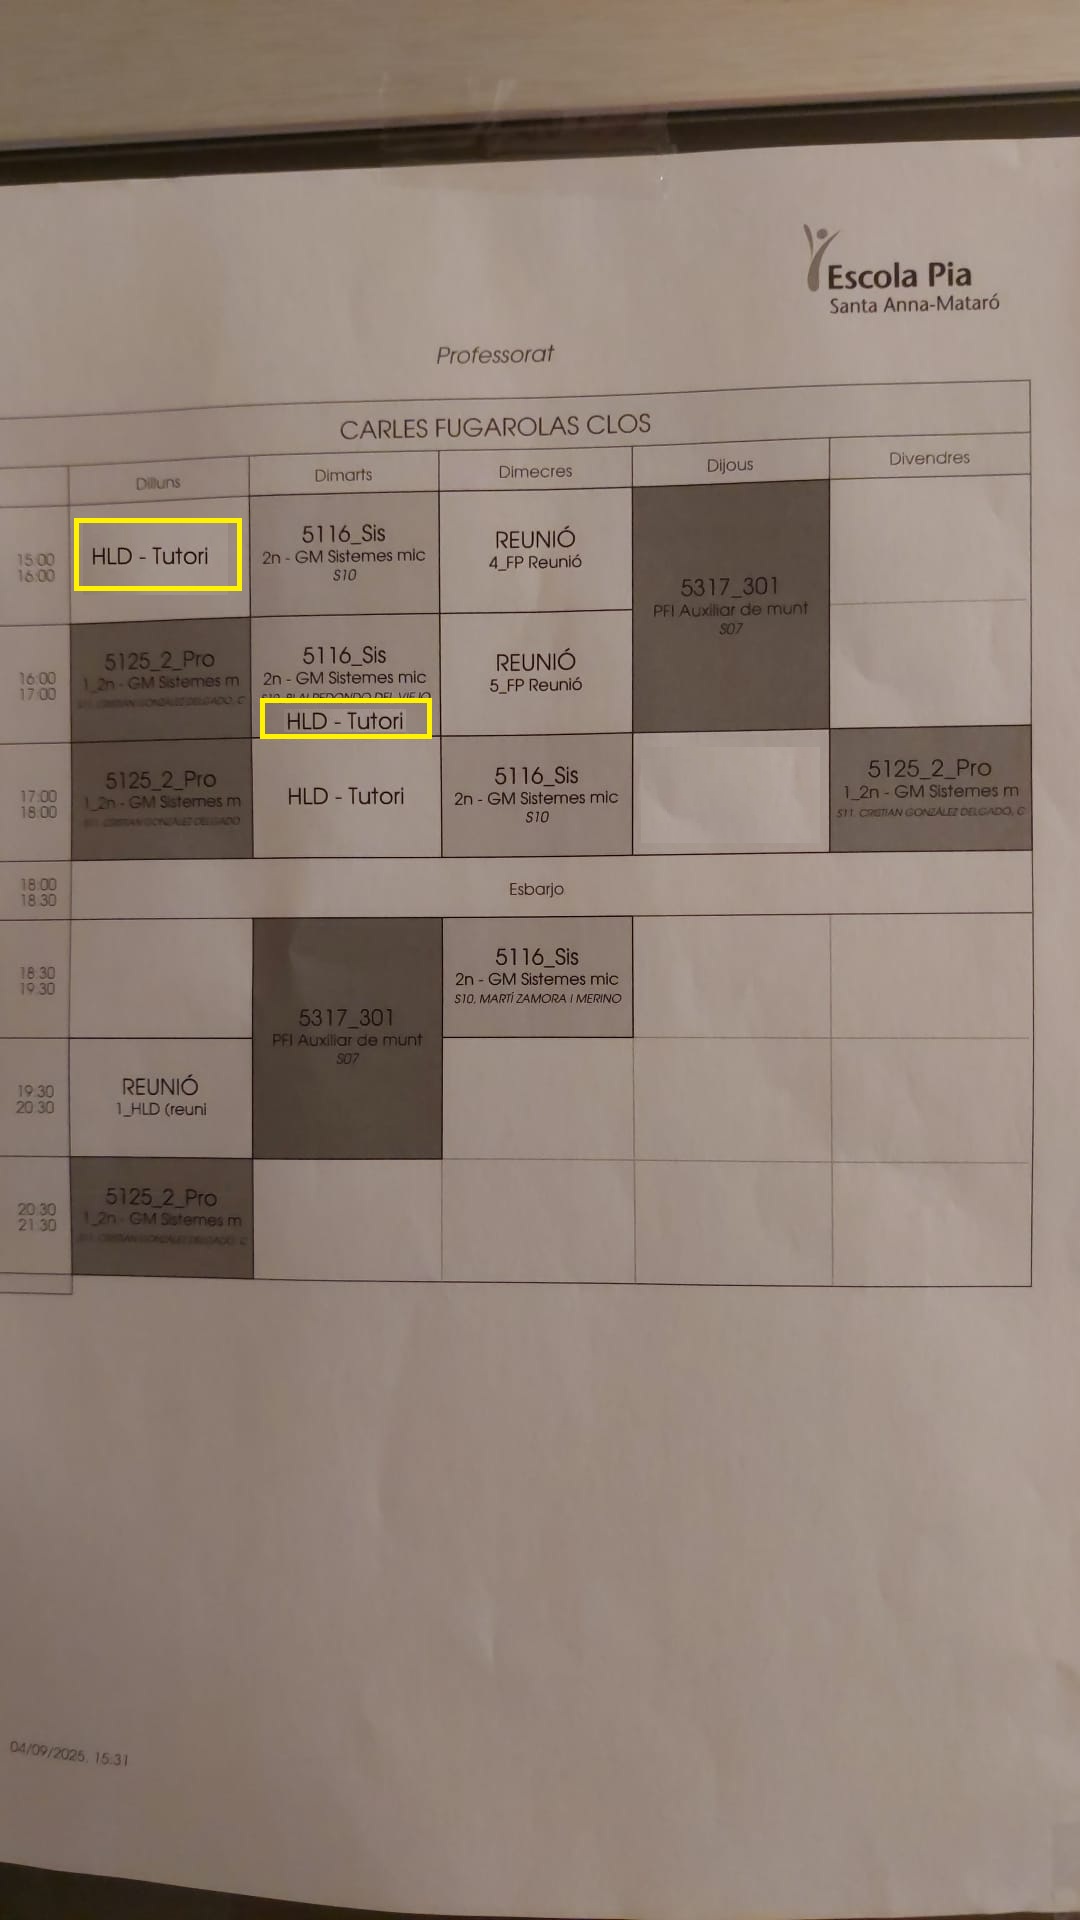 Escola Pia
Santa Anna-Mataró
Professorat
CARLES FUGAROLAS CLOS
Dilluns
Dimarts
Dimecres
Dijous
Divendres
15:00
16:00
HLD - Tutori
5116_Sis
2n - GM Sistemes mic
S10
REUNIÓ
4_FP Reunió
5317_301
PFI Auxiliar de munt
S07
16:00
17:00
5125_2_Pro
1_2n - GM Sistemes m
S11, CRISTIAN GONZÁLEZ DELGADO, C
5116_Sis
2n - GM Sistemes mic
HLD - Tutori
REUNIÓ
5_FP Reunió
17:00
18:00
5125_2_Pro
1_2n - GM Sistemes m
S11, CRISTIAN GONZÁLEZ DELGADO
HLD - Tutori
5116_Sis
2n - GM Sistemes mic
S10
5125_2_Pro
1_2n - GM Sistemes m
S11, CRISTIAN GONZÁLEZ DELGADO, C
18:00
18:30
Esbarjo
18:30
19:30
5317_301
PFI Auxiliar de munt
S07
5116_Sis
2n - GM Sistemes mic
S10, MARTÍ ZAMORA I MERINO
19:30
20:30
REUNIÓ
1_HLD (reuni
20:30
21:30
5125_2_Pro
1_2n - GM Sistemes m
S11, CRISTIAN GONZÁLEZ DELGADO, C
04/09/2025, 15:31